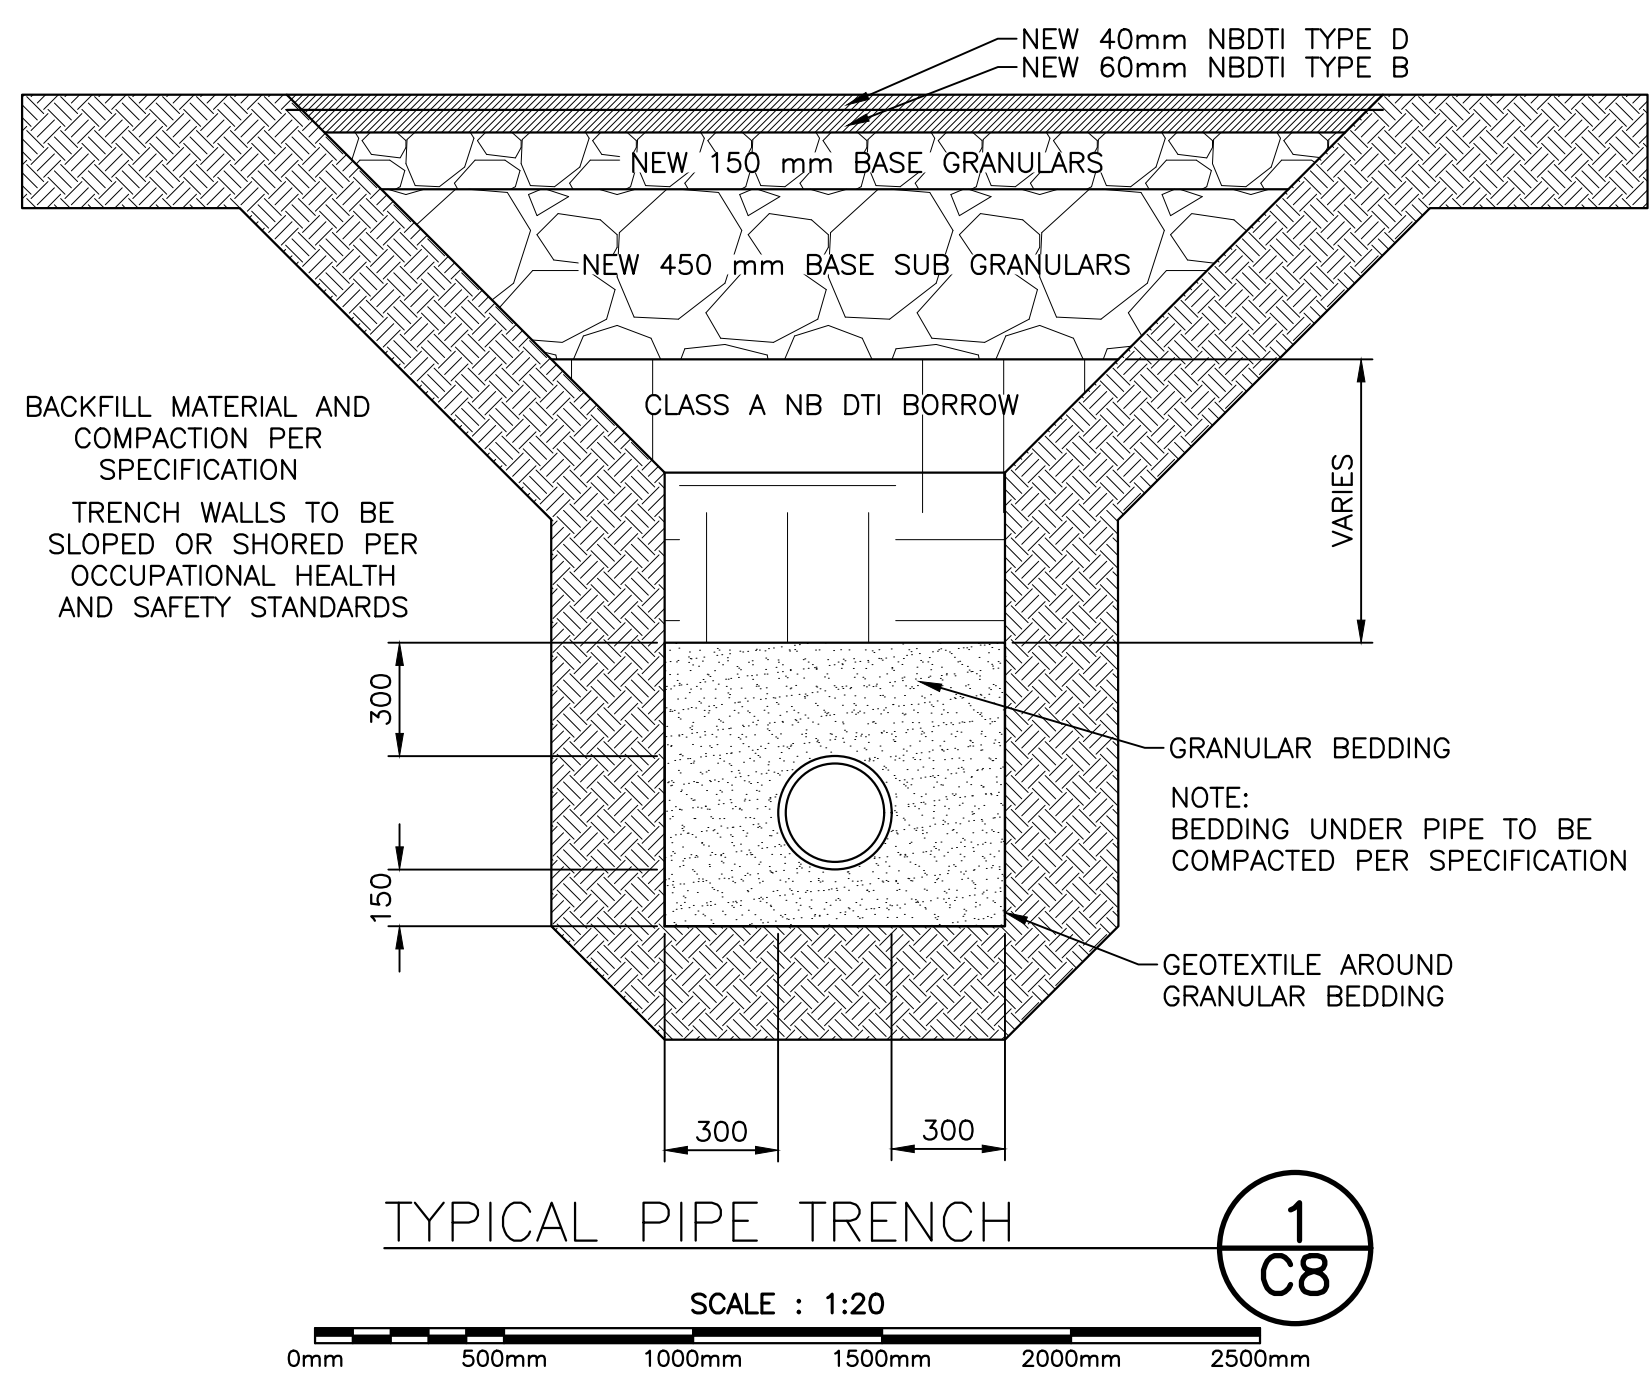 NEW 40mm NBDTI TYPE D
NEW 60mm NBDTI TYPE B
NEW 150 mm BASE GRANULARS
NEW 450 mm BASE SUB GRANULARS
CLASS A NB DTI BORROW
BACKFILL MATERIAL AND
COMPACTION PER
SPECIFICATION
TRENCH WALLS TO BE
SLOPED OR SHORED PER
OCCUPATIONAL HEALTH
AND SAFETY STANDARDS
VARIES
300
150
GRANULAR BEDDING
NOTE:
BEDDING UNDER PIPE TO BE
COMPACTED PER SPECIFICATION
GEOTEXTILE AROUND
GRANULAR BEDDING
300
300
TYPICAL PIPE TRENCH
1
C8
SCALE : 1:20
0mm 500mm 1000mm 1500mm 2000mm 2500mm